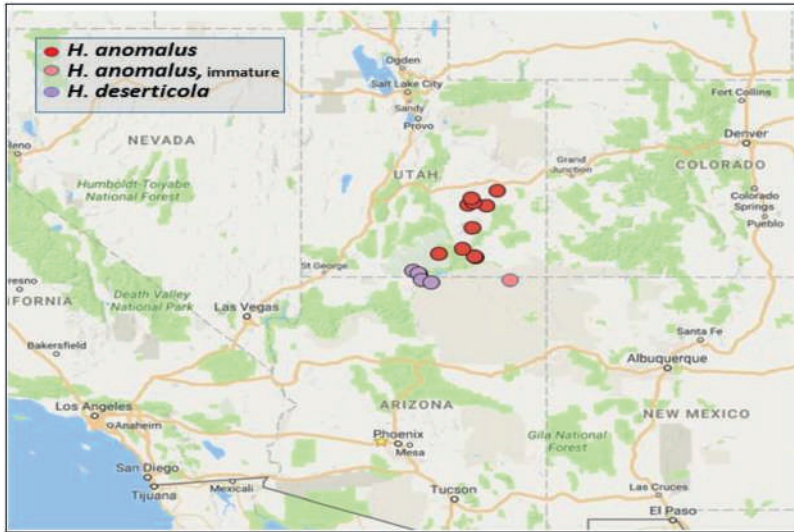 H. anomalus
H. anomalus, immature
H. deserticola
Ogden
Salt Lake City
Sandy
Provo
Fort Collins
Denver
NEVADA
UTAH
Grand
Junction
COLORADO
Colorado
Springs
Pueblo
leno
Humboldt-Toiyabe
National Forest
St George
resno
IFORNIA
Death Valley
National Park
Las Vegas
Bakersfield
Santa Fe
Albuquerque
Los Angeles
Anaheim
ARIZONA
NEW MEXICO
Phoenix
Mesa
Gila National
Forest
San Diego
Tijuana
Mexicali
Tucson
Las Cruces
El Paso